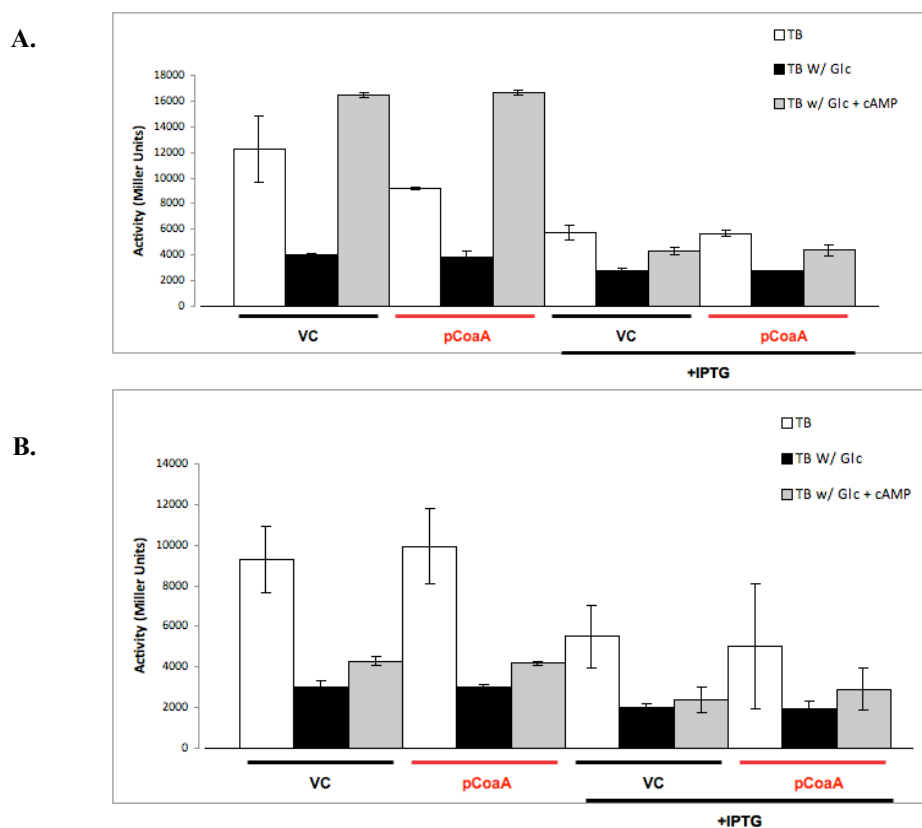 A.
TB
TB W/ Glc
TB w/ Glc + cAMP
Activity (Miller Units)
18000
16000
14000
12000
10000
8000
6000
4000
2000
0
VC
pCoaA
VC
pCoaA
+IPTG
B.
TB
TB W/ Glc
TB w/ Glc + cAMP
Activity (Miller Units)
14000
12000
10000
8000
6000
4000
2000
0
VC
pCoaA
VC
pCoaA
+IPTG